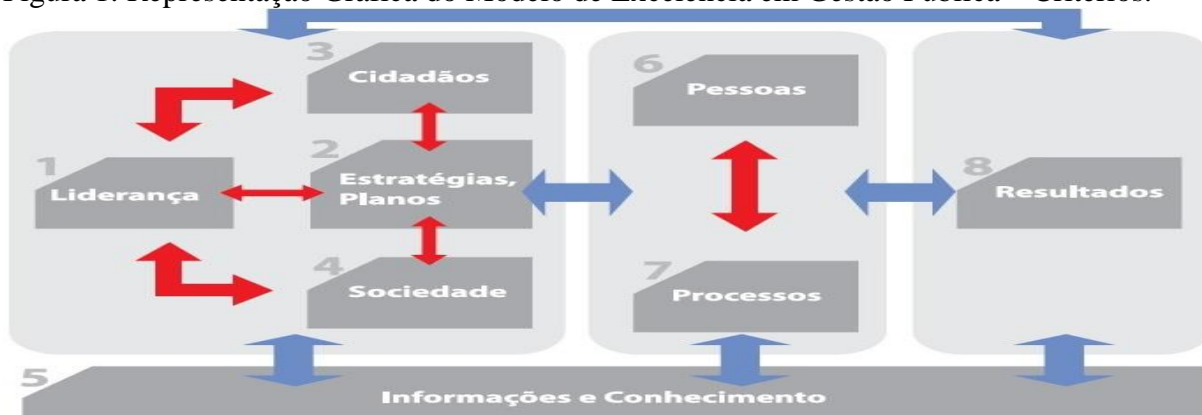 Figura 1: Representação Gráfica do Modelo de Excelência em Gestão Pública – Critérios.
3
Cidadãos
6
Pessoas
1
Liderança
2
Estratégias,
Planos
8
Resultados
4
Sociedade
7
Processos
5
Informações e Conhecimento